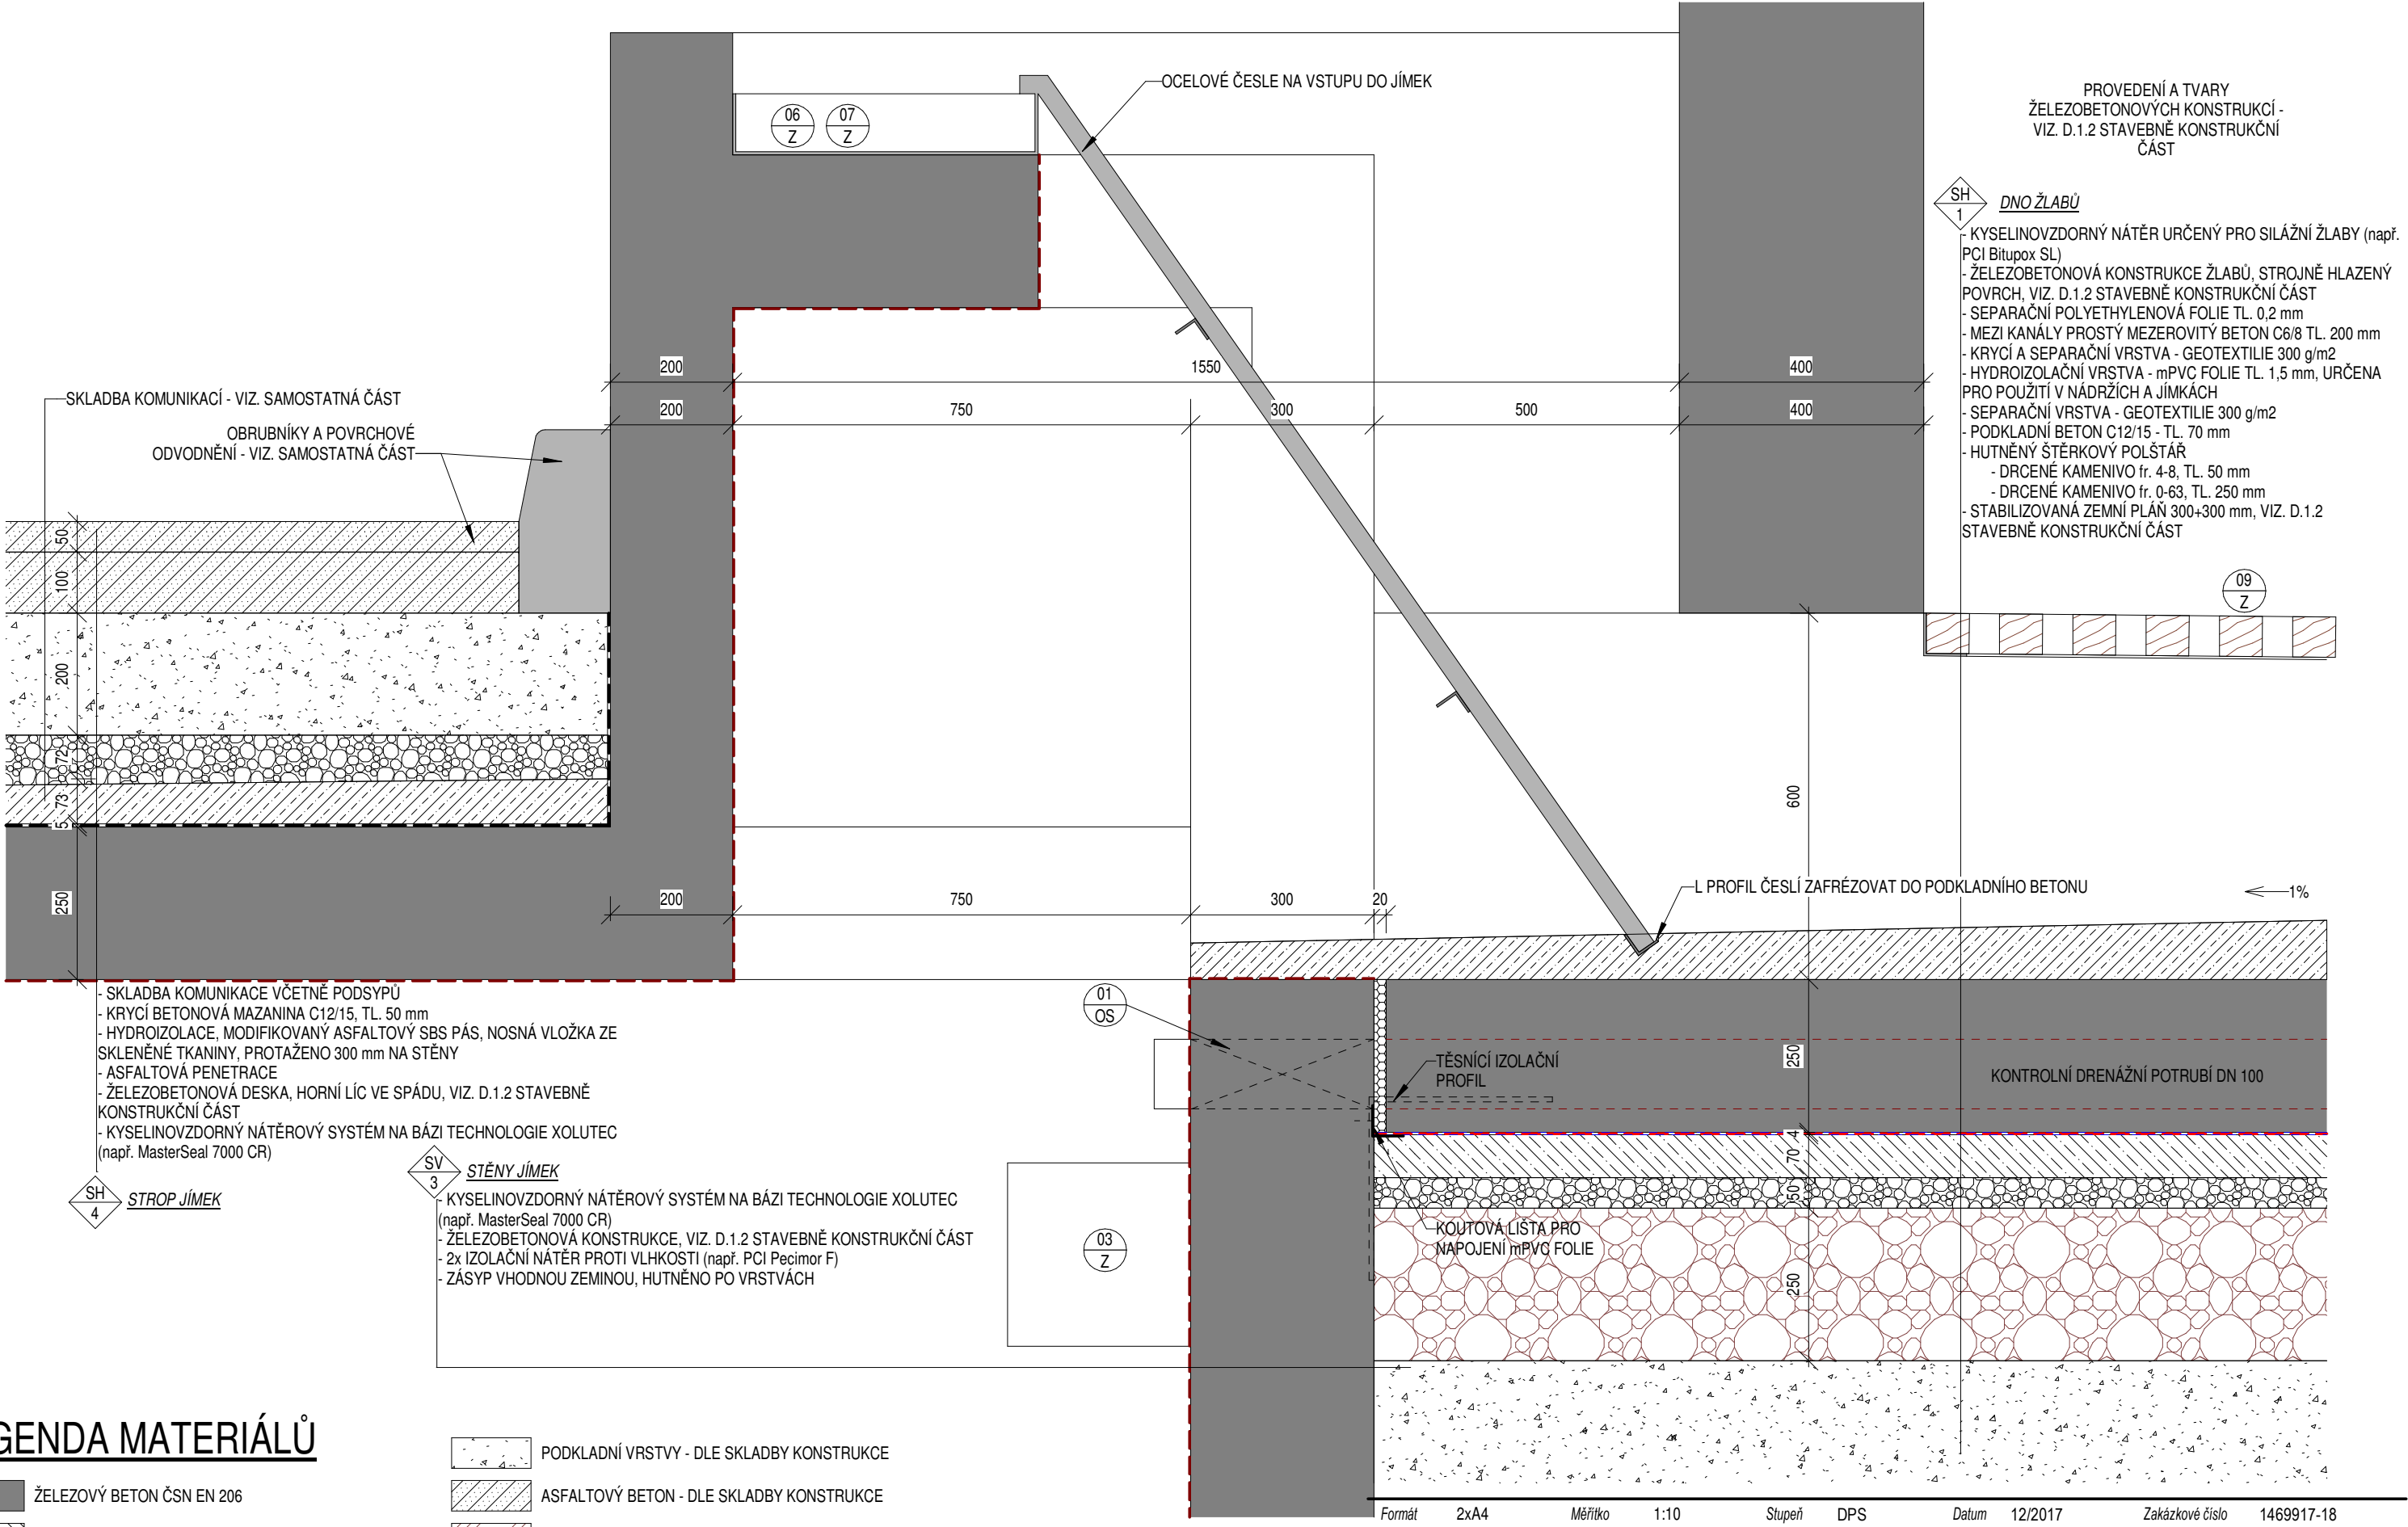 OCELOVÉ ČESLE NA VSTUPU DO JÍMEK
06
Z
07
Z
PROVEDENÍ A TVARY
ŽELEZOBETONOVÝCH KONSTRUKCÍ -
VIZ. D.1.2 STAVEBNĚ KONSTRUKČNÍ
ČÁST
SH
1
DNO ŽLABŮ
- KYSELINOVZDORNÝ NÁTĚR URČENÝ PRO SILÁŽNÍ ŽLABY (např.
PCI Bitupox SL)
- ŽELEZOBETONOVÁ KONSTRUKCE ŽLABŮ, STROJNĚ HLAZENÝ
POVRCH, VIZ. D.1.2 STAVEBNĚ KONSTRUKČNÍ ČÁST
- SEPARAČNÍ POLYETHYLENOVÁ FOLIE TL. 0,2 mm
- MEZI KANÁLY PROSTÝ MEZEROVITÝ BETON C6/8 TL. 200 mm
- KRYCÍ A SEPARAČNÍ VRSTVA - GEOTEXTILIE 300 g/m2
- HYDROIZOLAČNÍ VRSTVA - mPVC FOLIE TL. 1,5 mm, URČENA
PRO POUŽITÍ V NÁDRŽÍCH A JÍMKÁCH
- SEPARAČNÍ VRSTVA - GEOTEXTILIE 300 g/m2
- PODKLADNÍ BETON C12/15 - TL. 70 mm
- HUTNĚNÝ ŠTĚRKOVÝ POLŠTÁŘ
- DRCENÉ KAMENIVO fr. 4-8, TL. 50 mm
- DRCENÉ KAMENIVO fr. 0-63, TL. 250 mm
- STABILIZOVANÁ ZEMNÍ PLÁŇ 300+300 mm, VIZ. D.1.2
STAVEBNĚ KONSTRUKČNÍ ČÁST
200
1550
400
200
750
300
500
400
SKLADBA KOMUNIKACÍ - VIZ. SAMOSTATNÁ ČÁST
OBRUBNÍKY A POVRCHOVÉ
ODVODNĚNÍ - VIZ. SAMOSTATNÁ ČÁST
50
100
200
72
73
5
250
09
Z
600
200
750
300
20
L PROFIL ČESLÍ ZAFRÉZOVAT DO PODKLADNÍHO BETONU
1%
- SKLADBA KOMUNIKACE VČETNĚ PODSYPŮ
- KRYCÍ BETONOVÁ MAZANINA C12/15, TL. 50 mm
- HYDROIZOLACE, MODIFIKOVANÝ ASFALTOVÝ SBS PÁS, NOSNÁ VLOŽKA ZE
SKLENĚNÉ TKANINY, PROTAŽENO 300 mm NA STĚNY
- ASFALTOVÁ PENETRACE
- ŽELEZOBETONOVÁ DESKA, HORNÍ LÍC VE SPÁDU, VIZ. D.1.2 STAVEBNĚ
KONSTRUKČNÍ ČÁST
- KYSELINOVZDORNÝ NÁTĚROVÝ SYSTÉM NA BÁZI TECHNOLOGIE XOLUTEC
(např. MasterSeal 7000 CR)
SH
4
STROP JÍMEK
SV
3
STĚNY JÍMEK
- KYSELINOVZDORNÝ NÁTĚROVÝ SYSTÉM NA BÁZI TECHNOLOGIE XOLUTEC
(např. MasterSeal 7000 CR)
- ŽELEZOBETONOVÁ KONSTRUKCE, VIZ. D.1.2 STAVEBNĚ KONSTRUKČNÍ ČÁST
- 2x IZOLAČNÍ NÁTĚR PROTI VLHKOSTI (např. PCI Pecimor F)
- ZÁSYP VHODNOU ZEMINOU, HUTNĚNO PO VRSTVÁCH
01
OS
03
Z
TĚSNÍCÍ IZOLAČNÍ
PROFIL
KONTROLNÍ DRENÁŽNÍ POTRUBÍ DN 100
250
4
70
50
250
KOUTOVÁ LIŠTA PRO
NAPOJENÍ mPVC FOLIE
GENDA MATERIÁLŮ
ŽELEZOVÝ BETON ČSN EN 206
PODKLADNÍ VRSTVY - DLE SKLADBY KONSTRUKCE
ASFALTOVÝ BETON - DLE SKLADBY KONSTRUKCE
Formát 2xA4 Měřítko 1:10 Stupeň DPS Datum 12/2017 Zakázkové číslo 1469917-18